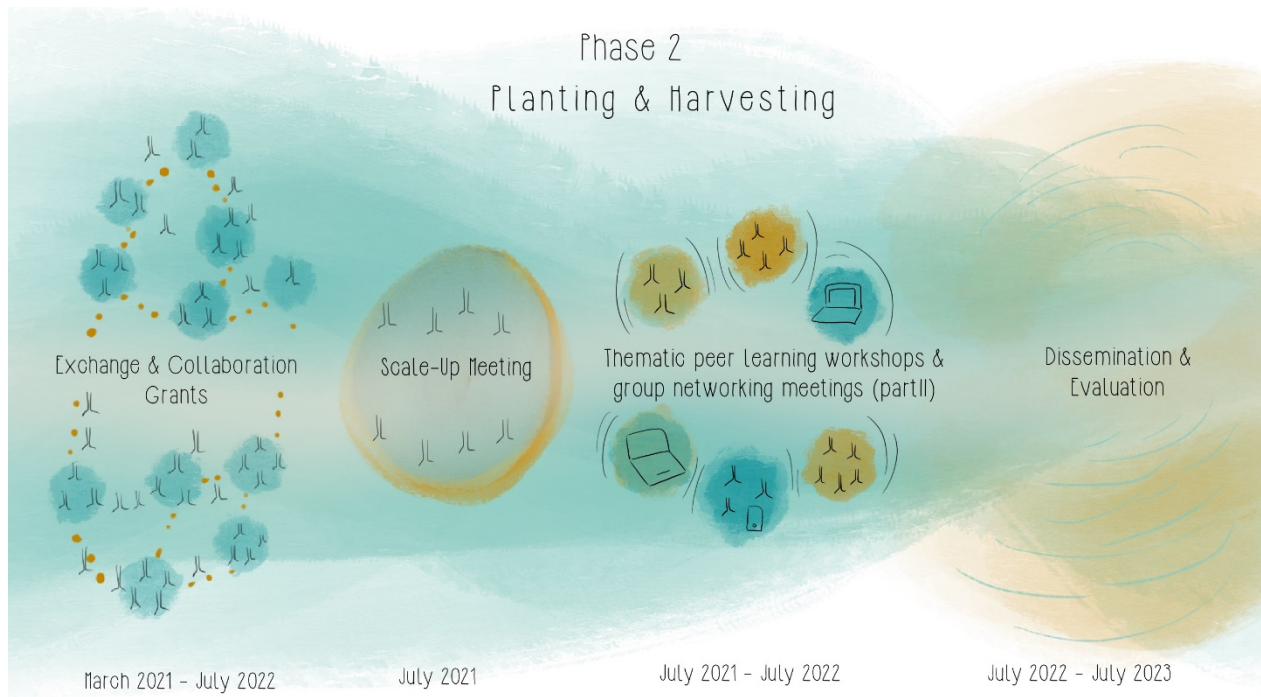 Phase 2
Planting & Harvesting
Exchange & Collaboration
Grants
Scale-Up Meeting
Thematic peer learning workshops &
group networking meetings (partII)
Dissemination &
Evaluation
March 2021 - July 2022
July 2021
July 2021 - July 2022
July 2022 - July 2023